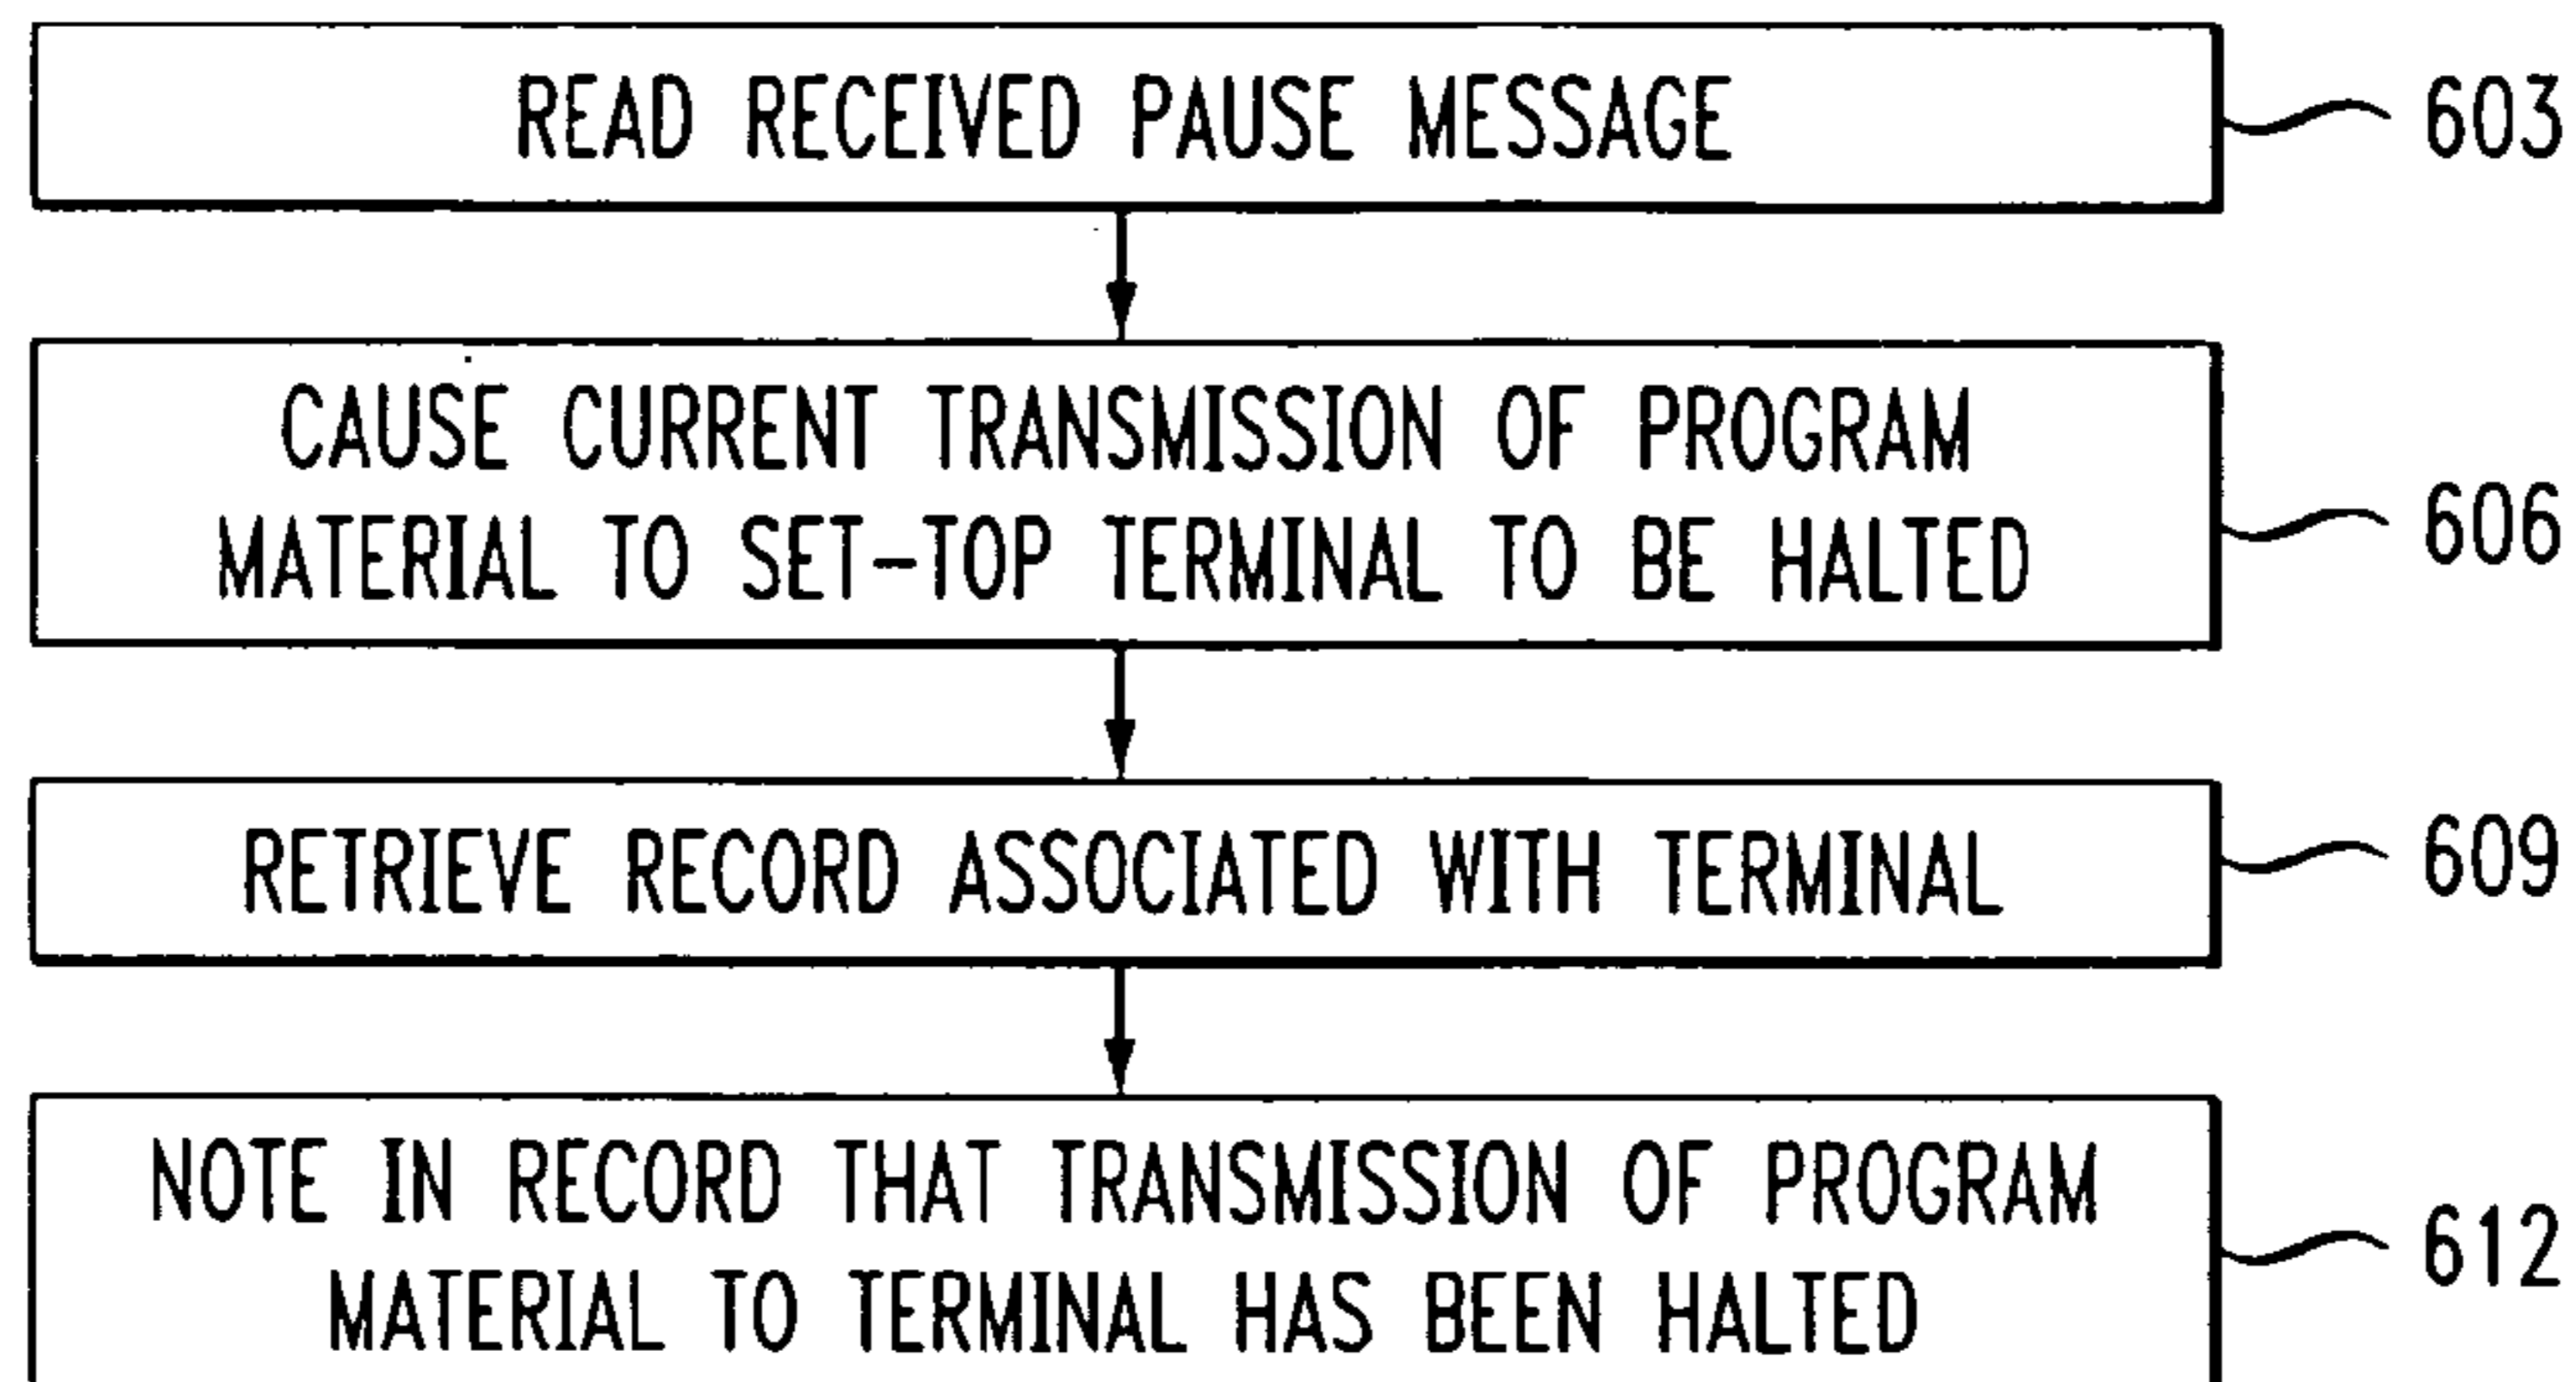 READ RECEIVED PAUSE MESSAGE
603
CAUSE CURRENT TRANSMISSION OF PROGRAM
MATERIAL TO SET-TOP TERMINAL TO BE HALTED
606
RETRIEVE RECORD ASSOCIATED WITH TERMINAL
609
NOTE IN RECORD THAT TRANSMISSION OF PROGRAM
MATERIAL TO TERMINAL HAS BEEN HALTED
612